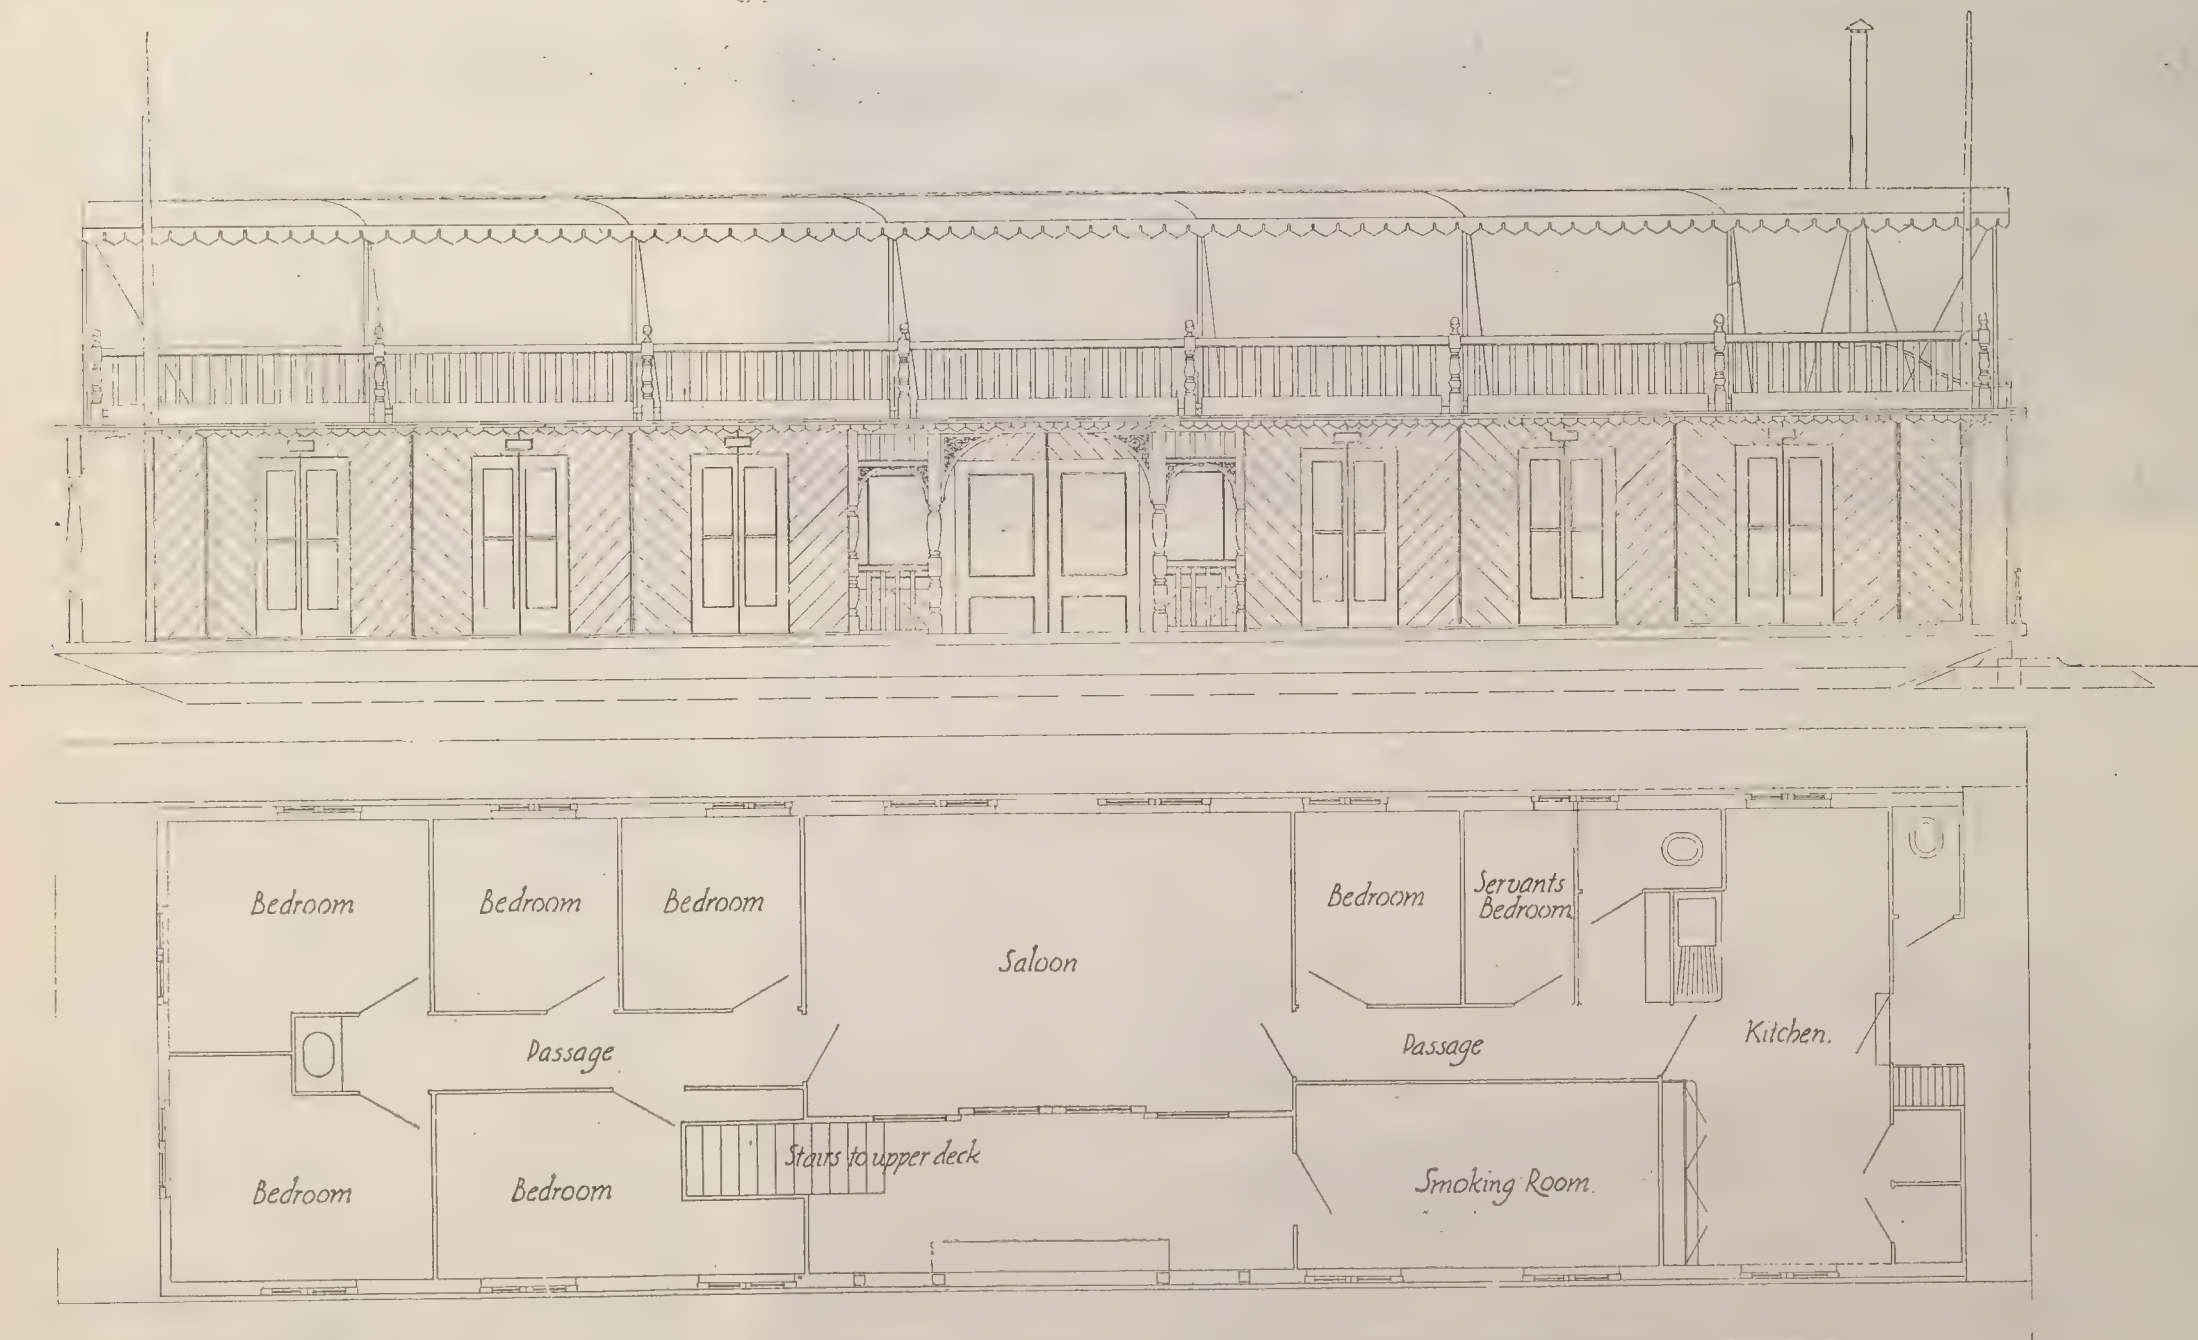 Bedroom
Bedroom
Bedroom
Saloon
Bedroom
Servants
Bedroom
Passage
Passage
Kitchen.
Bedroom
Bedroom
Stairs to upper deck
Smoking Room.